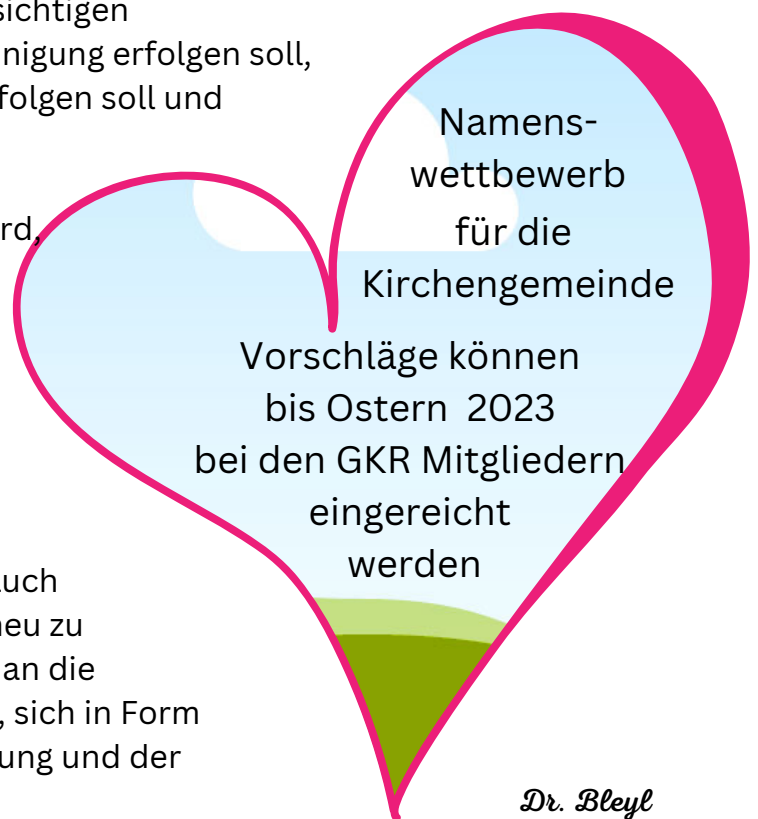 sichtigen
nigung erfolgen soll,
folgen soll und
rd,
Namens-
wettbewerb
für die
Kirchengemeinde
Vorschläge können
bis Ostern 2023
bei den GKR Mitgliedern
eingereicht
werden
auch
neu zu
an die
, sich in Form
ung und der
Dr. Bleyl